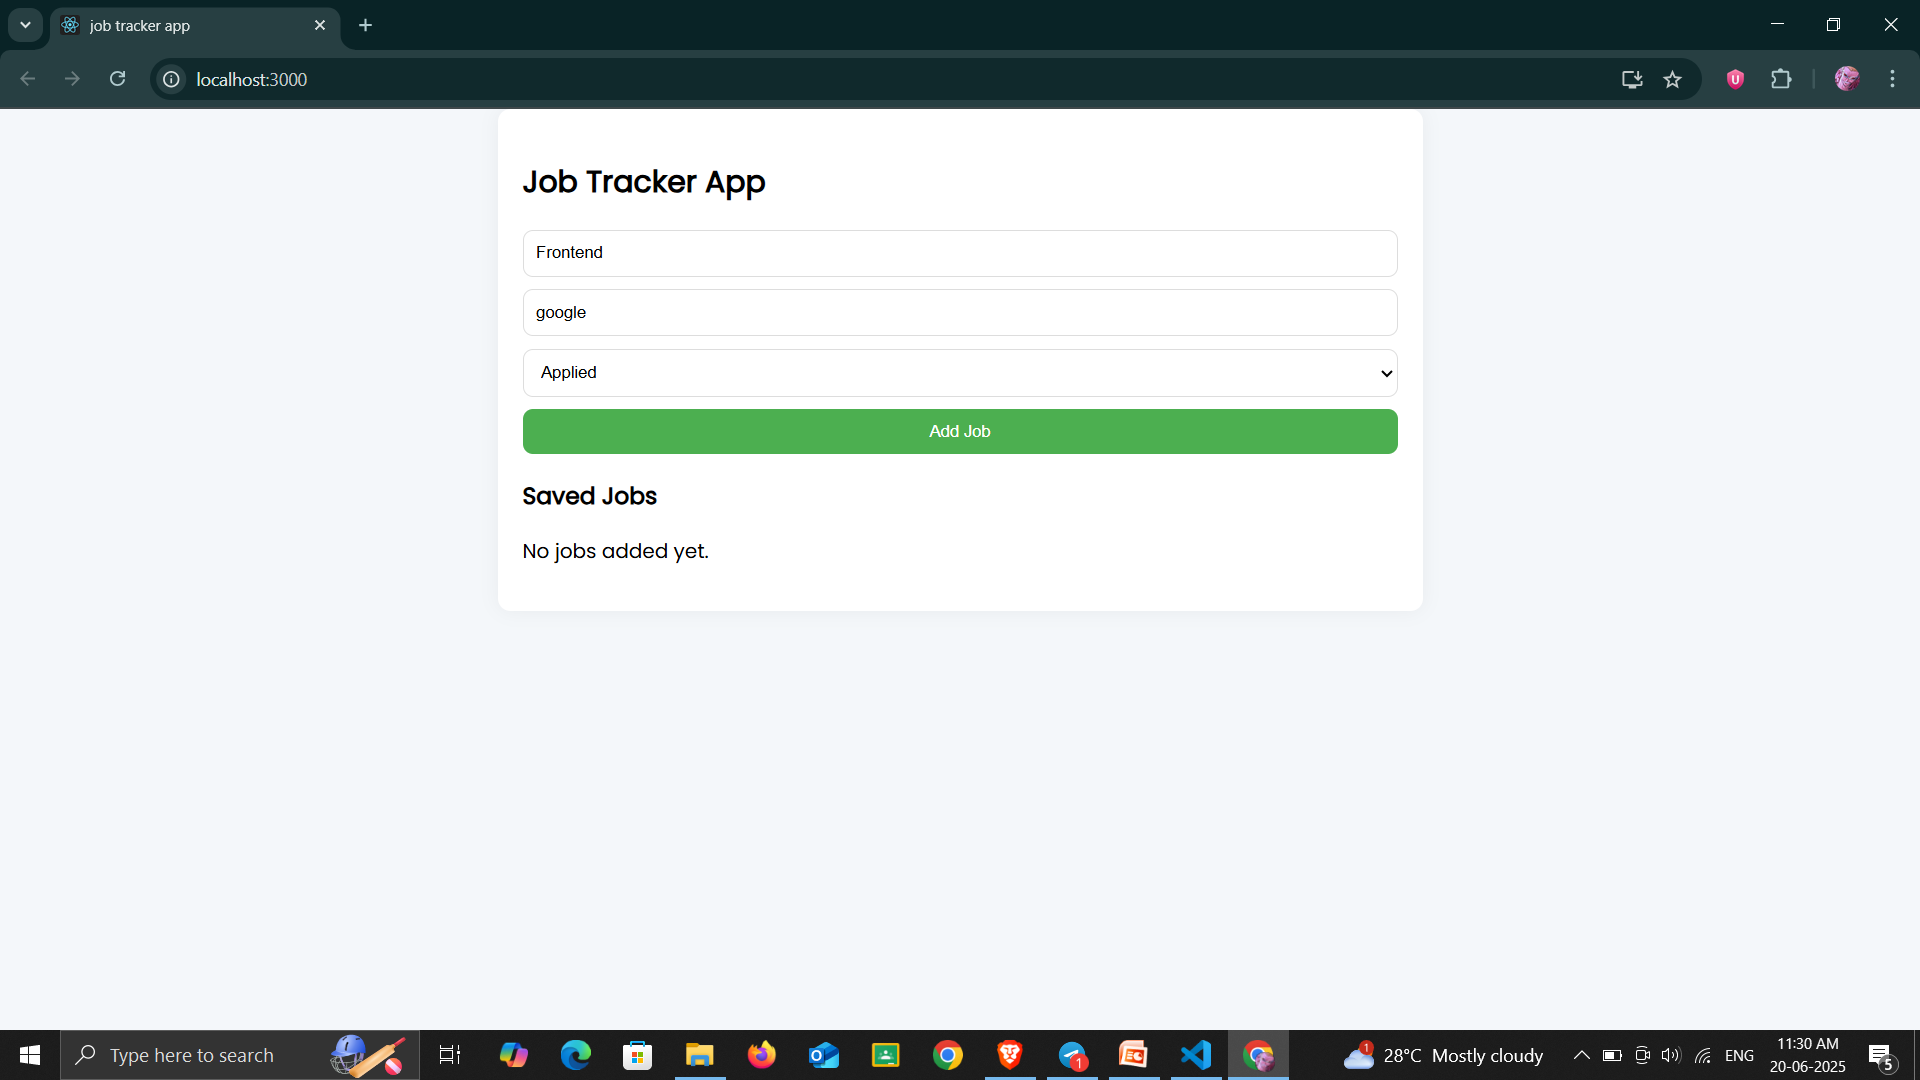 job tracker app
localhost:3000
Job Tracker App
Frontend
google
Applied
Add Job
Saved Jobs
No jobs added yet.
Type here to search
1
1
28°C Mostly cloudy
ENG
11:30 AM
20-06-2025
5